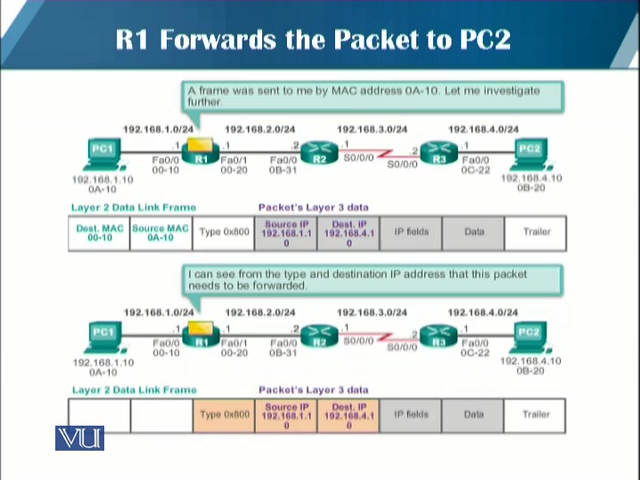 R1 Forwards the Packet to PC2
A frame was sent to me by MAC address 0A-10. Let me investigate
further.
192.168.1.0/24 192.168.2.0/24 192.168.3.0/24 192.168.4.0/24
.1 .1 .2 .1 .2 .1
PC1 R1 R2 R3 PC2
Fa0/0 Fa0/1 Fa0/0 S0/0/0 S0/0/0 Fa0/0
00-10 00-20 0B-31 0C-22
192.168.1.10 192.168.4.10
0A-10 0B-20
Layer 2 Data Link Frame Packet's Layer 3 data
Dest. MAC Source MAC Type 0x800 Source IP Dest. IP IP fields Data Trailer
00-10 0A-10 192.168.1.1 192.168.4.1
0 0
I can see from the type and destination IP address that this packet
needs to be forwarded.
192.168.1.0/24 192.168.2.0/24 192.168.3.0/24 192.168.4.0/24
.1 .1 .2 .1 .2 .1
PC1 R1 R2 R3 PC2
Fa0/0 Fa0/1 Fa0/0 S0/0/0 S0/0/0 Fa0/0
00-10 00-20 0B-31 0C-22
192.168.1.10 192.168.4.10
0A-10 0B-20
Layer 2 Data Link Frame Packet's Layer 3 data
Type 0x800 Source IP Dest. IP IP fields Data Trailer
192.168.1.1 192.168.4.1
0 0
VU